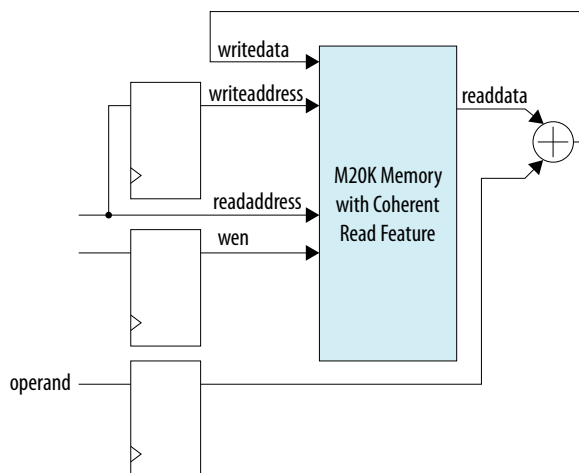 writedata
writeaddress
readdata
M20K Memory
with Coherent
Read Feature
readaddress
wen
operand